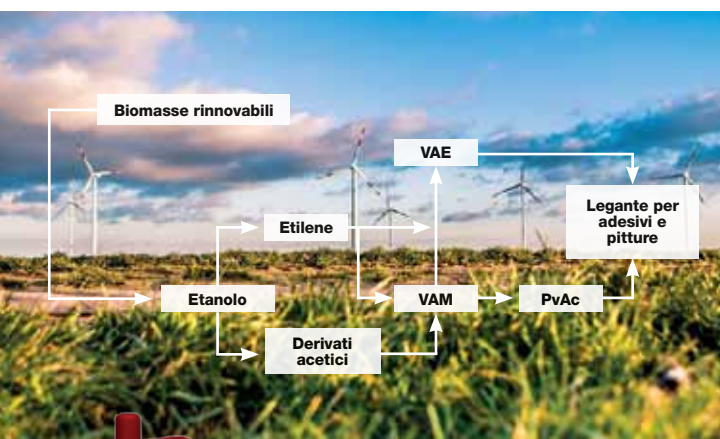 Biomasse rinnovabili
VAE
Legante per
adesivi e
pitture
Etilene
Etanolo
VAM
PvAc
Derivati
acetici